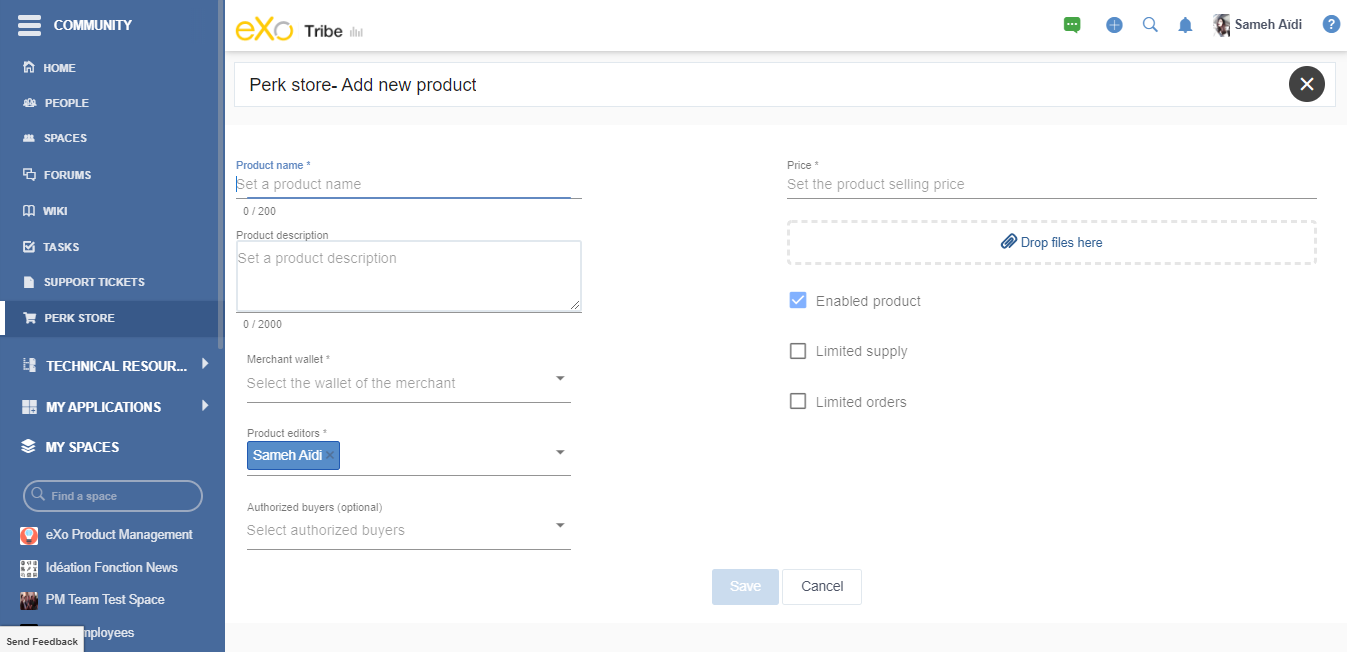 COMMUNITY
HOME
PEOPLE
SPACES
FORUMS
WIKI
TASKS
SUPPORT TICKETS
PERK STORE
TECHNICAL RESOUR...
MY APPLICATIONS
MY SPACES
Find a space
eXo Product Management
Idéation Fonction News
PM Team Test Space
mployees
Send Feedback
eXo Tribe
Sameh Aïdi
?
Perk store- Add new product
Product name *
Set a product name
0 / 200
Product description
Set a product description
0 / 2000
Merchant wallet *
Select the wallet of the merchant
Product editors *
Sameh Aïdi ×
Authorized buyers (optional)
Select authorized buyers
Price *
Set the product selling price
Drop files here
Enabled product
Limited supply
Limited orders
Save
Cancel